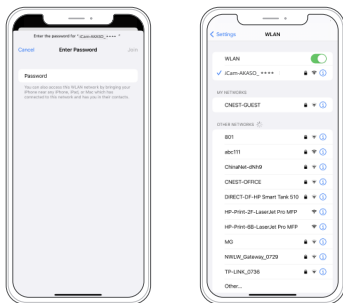 Enter the password for " iCam-AKASO_ **** "
Cancel
Enter Password
Join
Password
You can also access this WLAN network by bringing your
iPhone near any iPhone, iPad, or Mac which has
connected to this network and has you in their contacts.
Settings
WLAN
WLAN
iCam-AKASO_ ****
MY NETWORKS
CNEST-GUEST
OTHER NETWORKS
801
abc111
ChinaNet-dNh9
CNEST-OFFICE
DIRECT-OF-HP Smart Tank 510
HP-Print-2F-LaserJet Pro MFP
HP-Print-6B-LaserJet Pro MFP
MG
NWLW_Gateway_0729
TP-LINK_0736
Other...